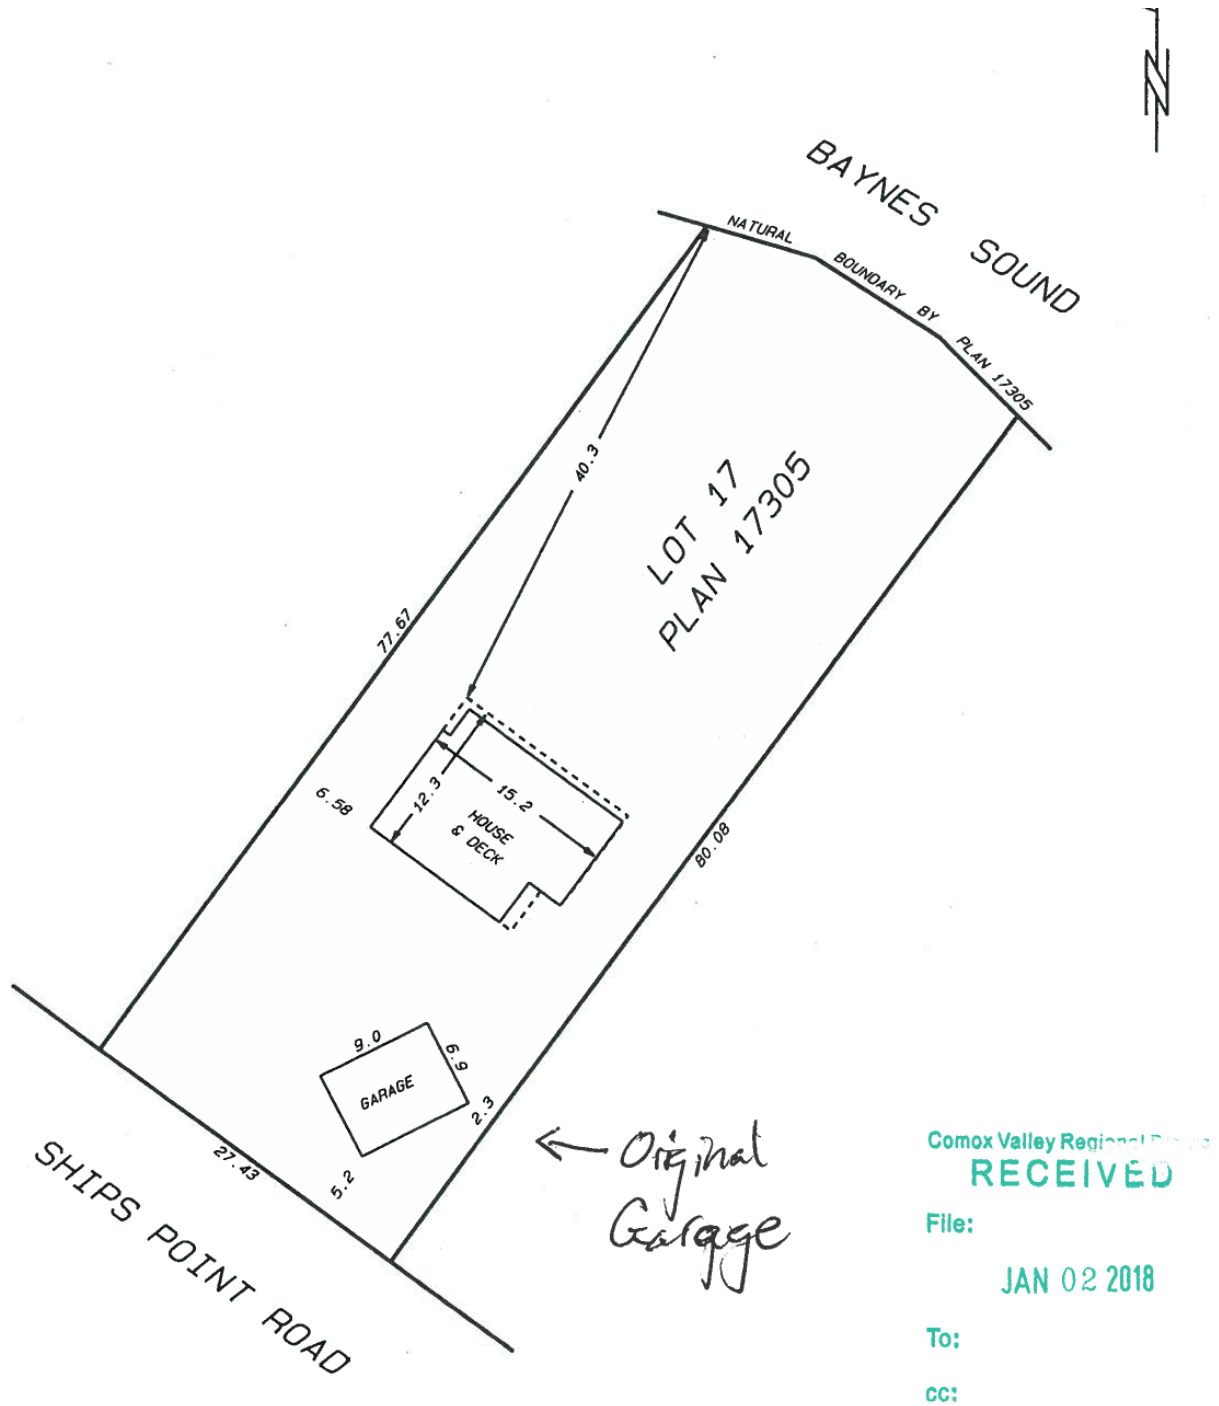 N
BAYNES SOUND
NATURAL BOUNDARY BY PLAN 17305
40.3
LOT 17
PLAN 17305
77.67
6.58
12.3
15.2
HOUSE
& DECK
80.08
9.0
6.9
GARAGE
2.3
5.2
27.43
SHIPS POINT ROAD
← Original
Garage
Comox Valley Regional
RECEIVED
File:
JAN 02 2018
To:
cc: